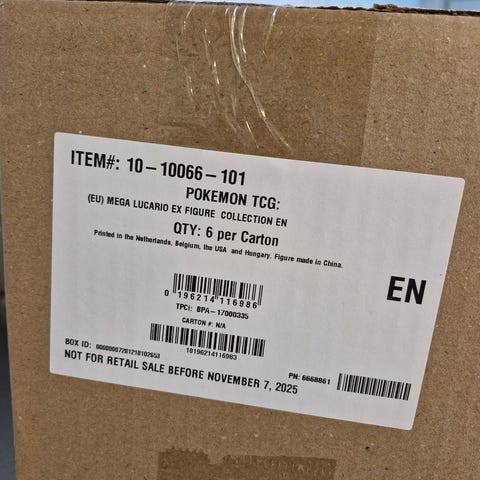 ITEM#: 10-10066-101
POKEMON TCG:
(EU) MEGA LUCARIO EX FIGURE COLLECTION EN
QTY: 6 per Carton
Printed in the Netherlands, Belgium, the USA and Hungary. Figure made in China.
EN
0 196214 116986
TPCI: BPA-17000335
CARTON #: N/A
10196214116983
BOX ID: 00000007281218102653
PN: 6668861
NOT FOR RETAIL SALE BEFORE NOVEMBER 7, 2025